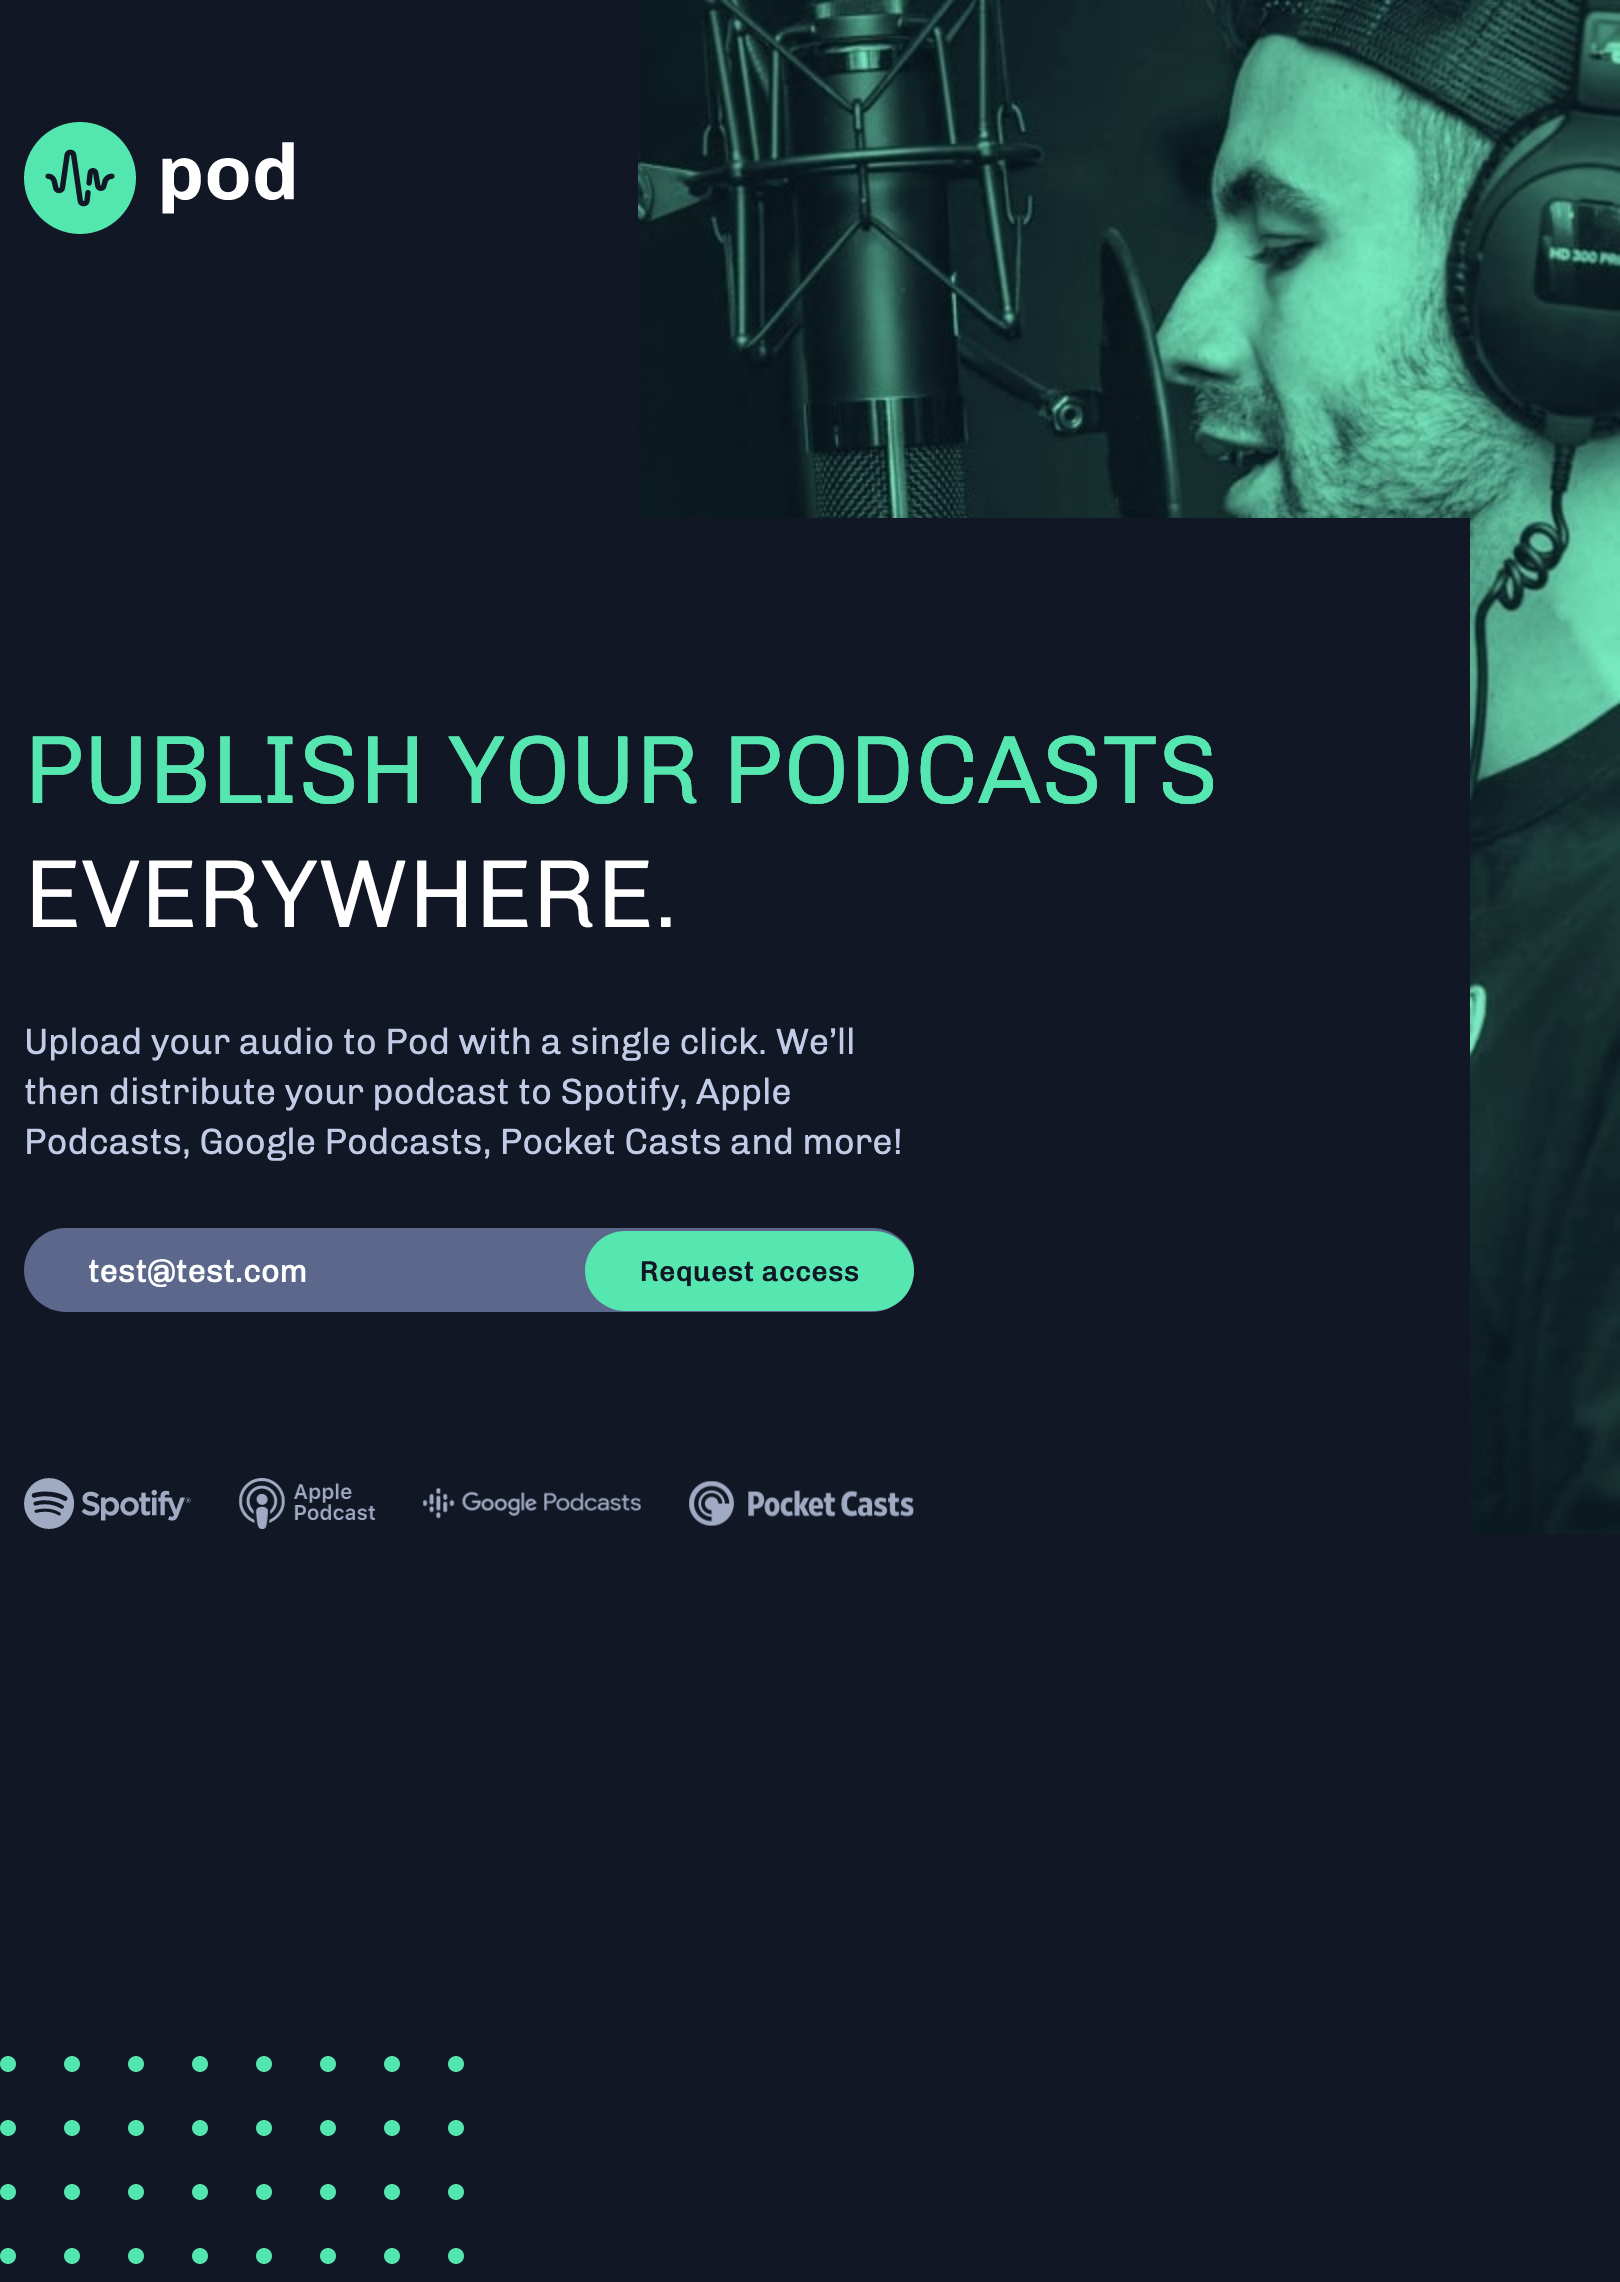 pod
HD 300
PUBLISH YOUR PODCASTS
EVERYWHERE.
Upload your audio to Pod with a single click. We’ll
then distribute your podcast to Spotify, Apple
Podcasts, Google Podcasts, Pocket Casts and more!
test@test.com
Request access
Spotify
Apple
Podcast
Google Podcasts
Pocket Casts